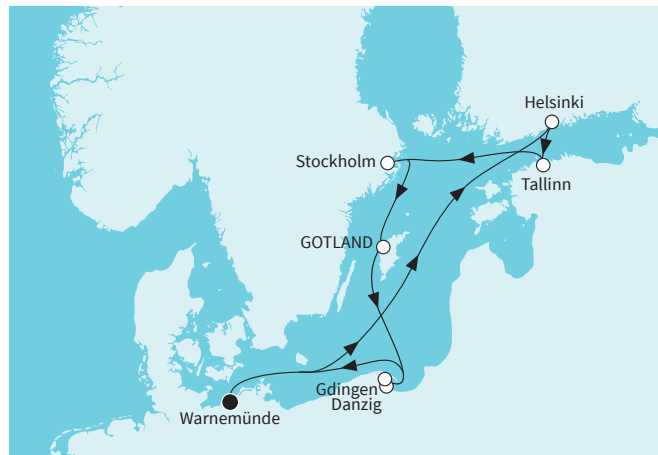 Helsinki
Stockholm
Tallinn
GOTLAND
Gdingen
Danzig
Warnemünde